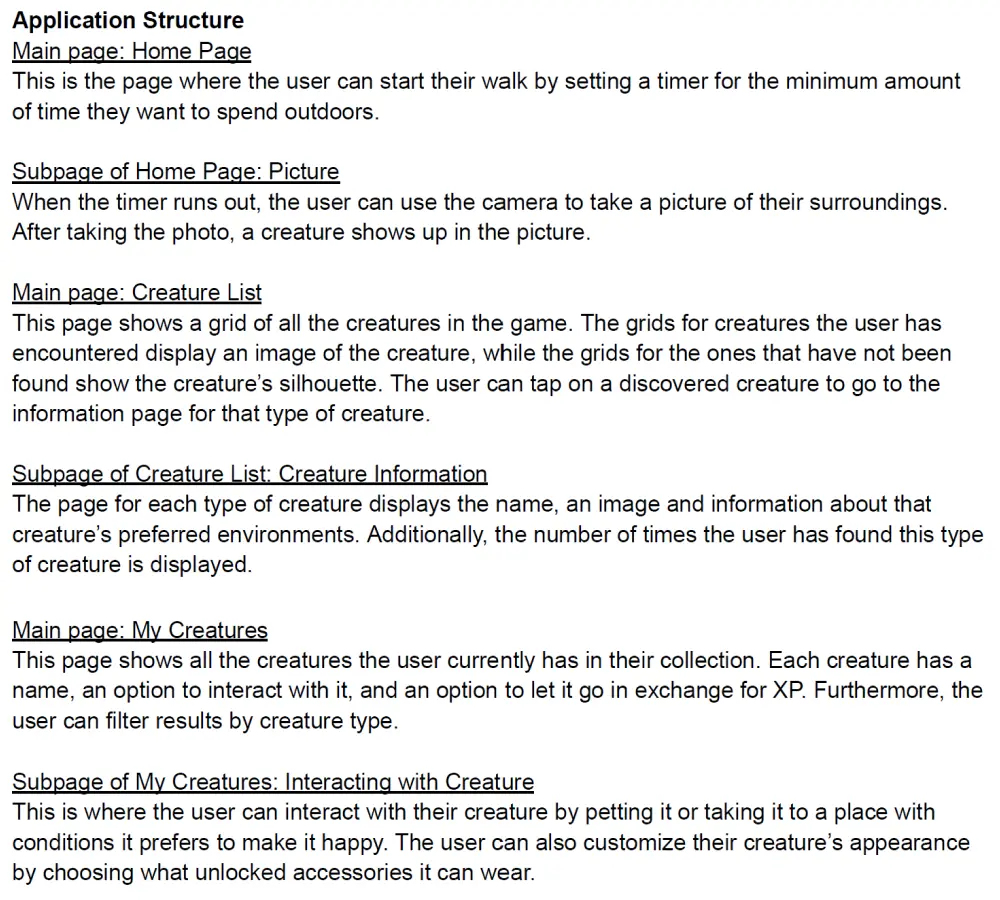 Application Structure
Main page: Home Page
This is the page where the user can start their walk by setting a timer for the minimum amount
of time they want to spend outdoors.
Subpage of Home Page: Picture
When the timer runs out, the user can use the camera to take a picture of their surroundings.
After taking the photo, a creature shows up in the picture.
Main page: Creature List
This page shows a grid of all the creatures in the game. The grids for creatures the user has
encountered display an image of the creature, while the grids for the ones that have not been
found show the creature’s silhouette. The user can tap on a discovered creature to go to the
information page for that type of creature.
Subpage of Creature List: Creature Information
The page for each type of creature displays the name, an image and information about that
creature’s preferred environments. Additionally, the number of times the user has found this type
of creature is displayed.
Main page: My Creatures
This page shows all the creatures the user currently has in their collection. Each creature has a
name, an option to interact with it, and an option to let it go in exchange for XP. Furthermore, the
user can filter results by creature type.
Subpage of My Creatures: Interacting with Creature
This is where the user can interact with their creature by petting it or taking it to a place with
conditions it prefers to make it happy. The user can also customize their creature’s appearance
by choosing what unlocked accessories it can wear.